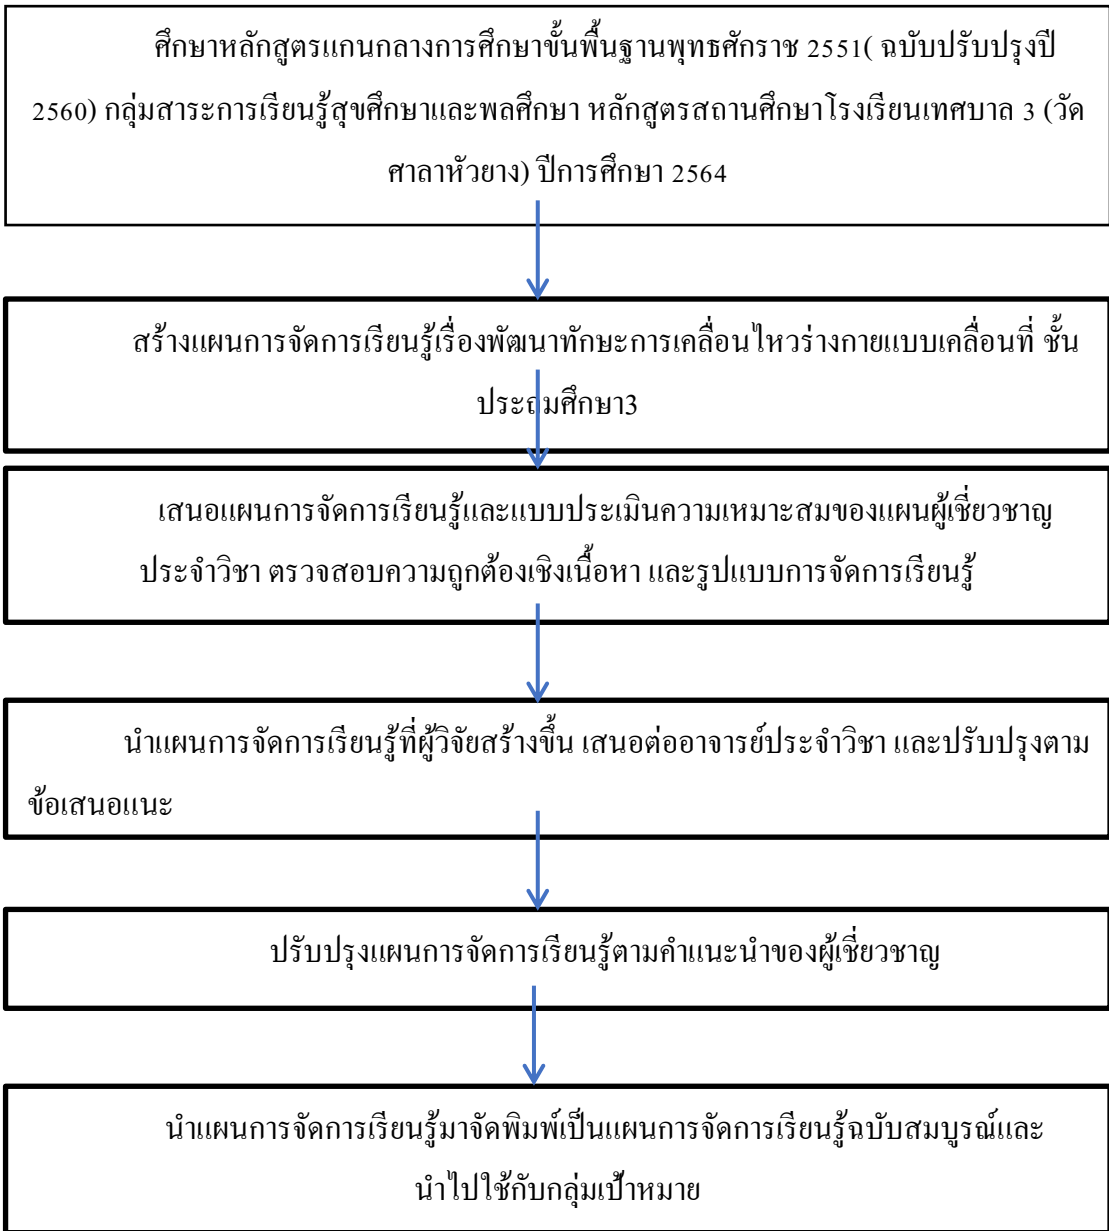 ศึกษาหลักสูตรแกนกลางการศึกษาขั้นพื้นฐานพุทธศักราช 2551( ฉบับปรับปรุงปี
2560) กลุ่มสาระการเรียนรู้สุขศึกษาและพลศึกษา หลักสูตรสถานศึกษาโรงเรียนเทศบาล 3 (วัด
ศาลาหัวยาง) ปีการศึกษา 2564
สร้างแผนการจัดการเรียนรู้เรื่องพัฒนาทักษะการเคลื่อนไหวร่างกายแบบเคลื่อนที่ ชั้น
ประถมศึกษา3
เสนอแผนการจัดการเรียนรู้และแบบประเมินความเหมาะสมของแผนผู้เชี่ยวชาญ
ประจำวิชา ตรวจสอบความถูกต้องเชิงเนื้อหา และรูปแบบการจัดการเรียนรู้
นำแผนการจัดการเรียนรู้ที่ผู้วิจัยสร้างขึ้น เสนอต่ออาจารย์ประจำวิชา และปรับปรุงตาม
ข้อเสนอแนะ
ปรับปรุงแผนการจัดการเรียนรู้ตามคำแนะนำของผู้เชี่ยวชาญ
นำแผนการจัดการเรียนรู้มาจัดพิมพ์เป็นแผนการจัดการเรียนรู้ฉบับสมบูรณ์และ
นำไปใช้กับกลุ่มเป้าหมาย